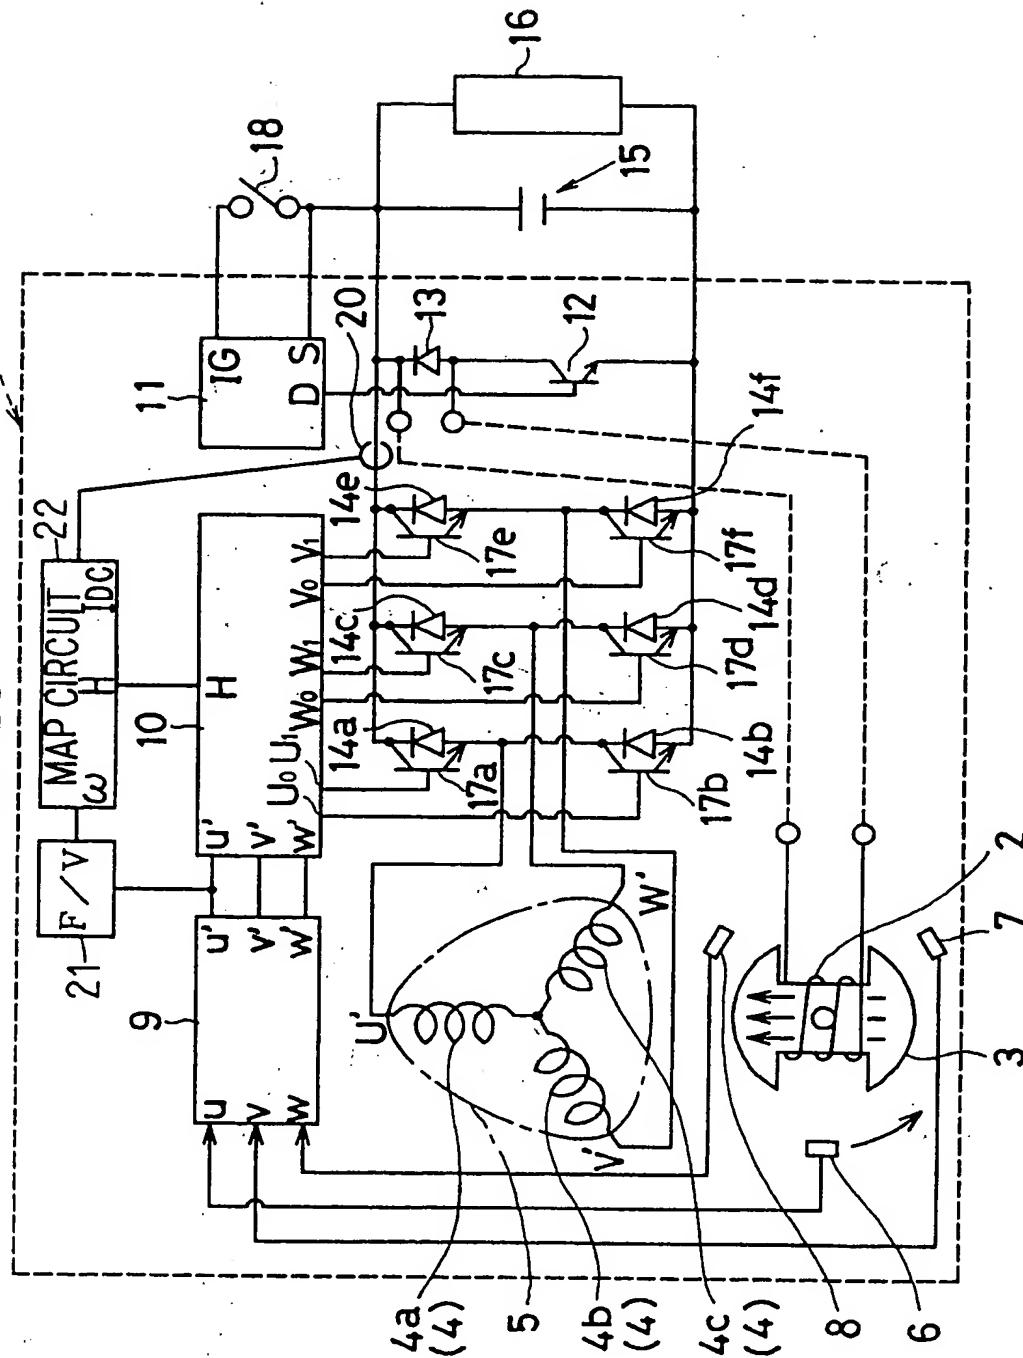 16
18
15
11
IG
S
D
20
13
12
22
MAP CIRCUIT
IDC
H
ω
10
H
u'
v'
w'
U0
U1
W0
W1
V0
V1
14a
14c
14e
17a
17c
17e
14b
14d
14f
17b
17d
17f
F/V
21
9
u'
v'
w'
u
v
w
U'
V'
W'
2
7
3
4a
(4)
5
4b
(4)
4c
(4)
8
6